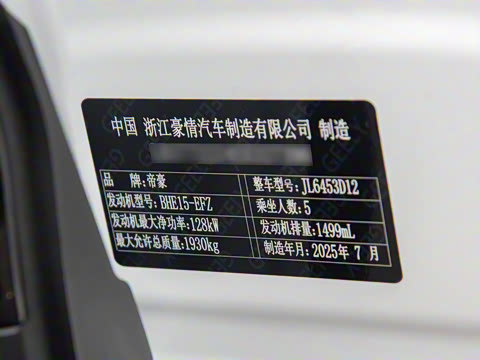 中国 浙江豪情汽车制造有限公司 制造
品 牌:帝豪 整车型号:JL6453D12
发动机型号:BHE15-EFZ 乘坐人数:5
发动机最大净功率:128kW 发动机排量:1499mL
最大允许总质量:1930kg 制造年月:2025年 7 月